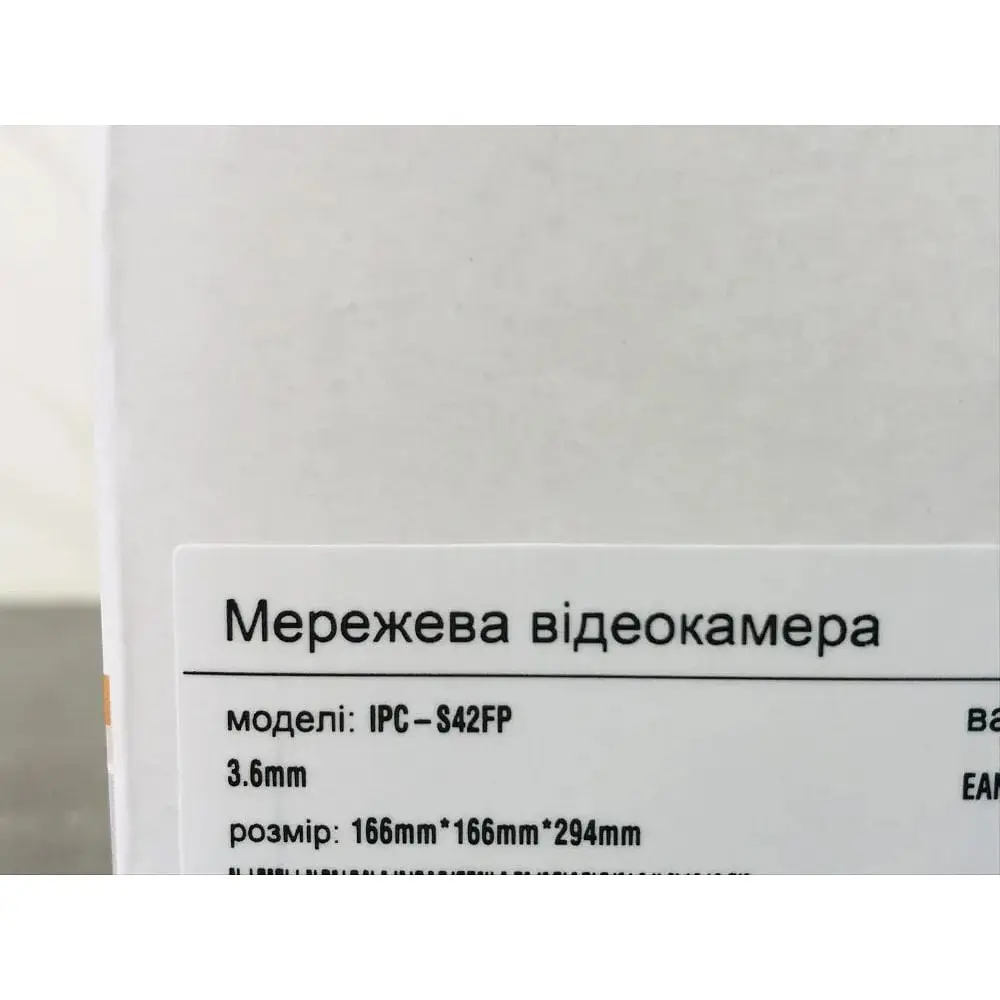 Мережева відеокамера
моделі: IPC-S42FP
3.6mm
розмір: 166mm*166mm*294mm